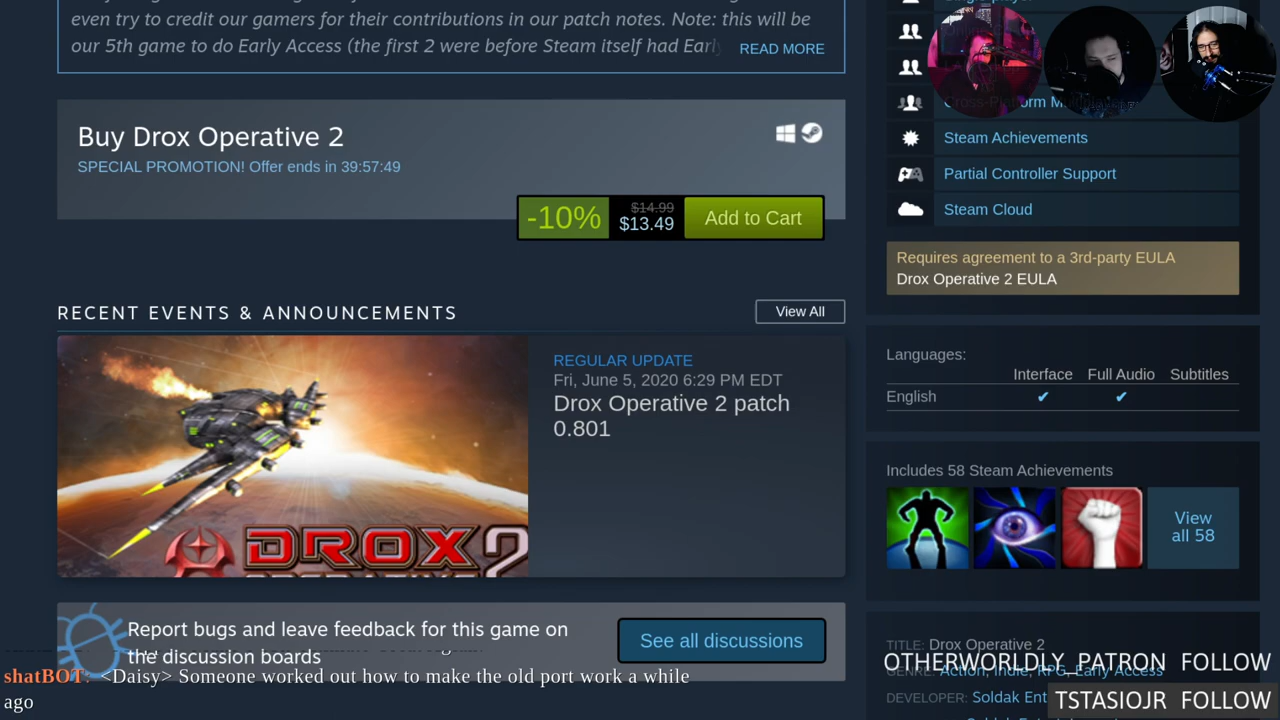 even try to credit our gamers for their contributions in our patch notes. Note: this will be
our 5th game to do Early Access (the first 2 were before Steam itself had Early
READ MORE
Buy Drox Operative 2
SPECIAL PROMOTION! Offer ends in 39:57:49
-10%
$14.99
$13.49
Add to Cart
RECENT EVENTS & ANNOUNCEMENTS
View All
REGULAR UPDATE
Fri, June 5, 2020 6:29 PM EDT
Drox Operative 2 patch
0.801
DROX
OPERATIVE 2
Report bugs and leave feedback for this game on
the discussion boards
See all discussions
shatBOT: <Daisy> Someone worked out how to make the old port work a while
ago
Cross-Platform
Steam Achievements
Partial Controller Support
Steam Cloud
Requires agreement to a 3rd-party EULA
Drox Operative 2 EULA
Languages:
Interface Full Audio Subtitles
English ✔ ✔
Includes 58 Steam Achievements
View
all 58
TITLE: Drox Operative 2
OTHERWORLDLY_PATRON FOLLOW
GENRE: Action, Indie, RPG, Early Access
DEVELOPER: Soldak Ent
TSTASIOJR FOLLOW